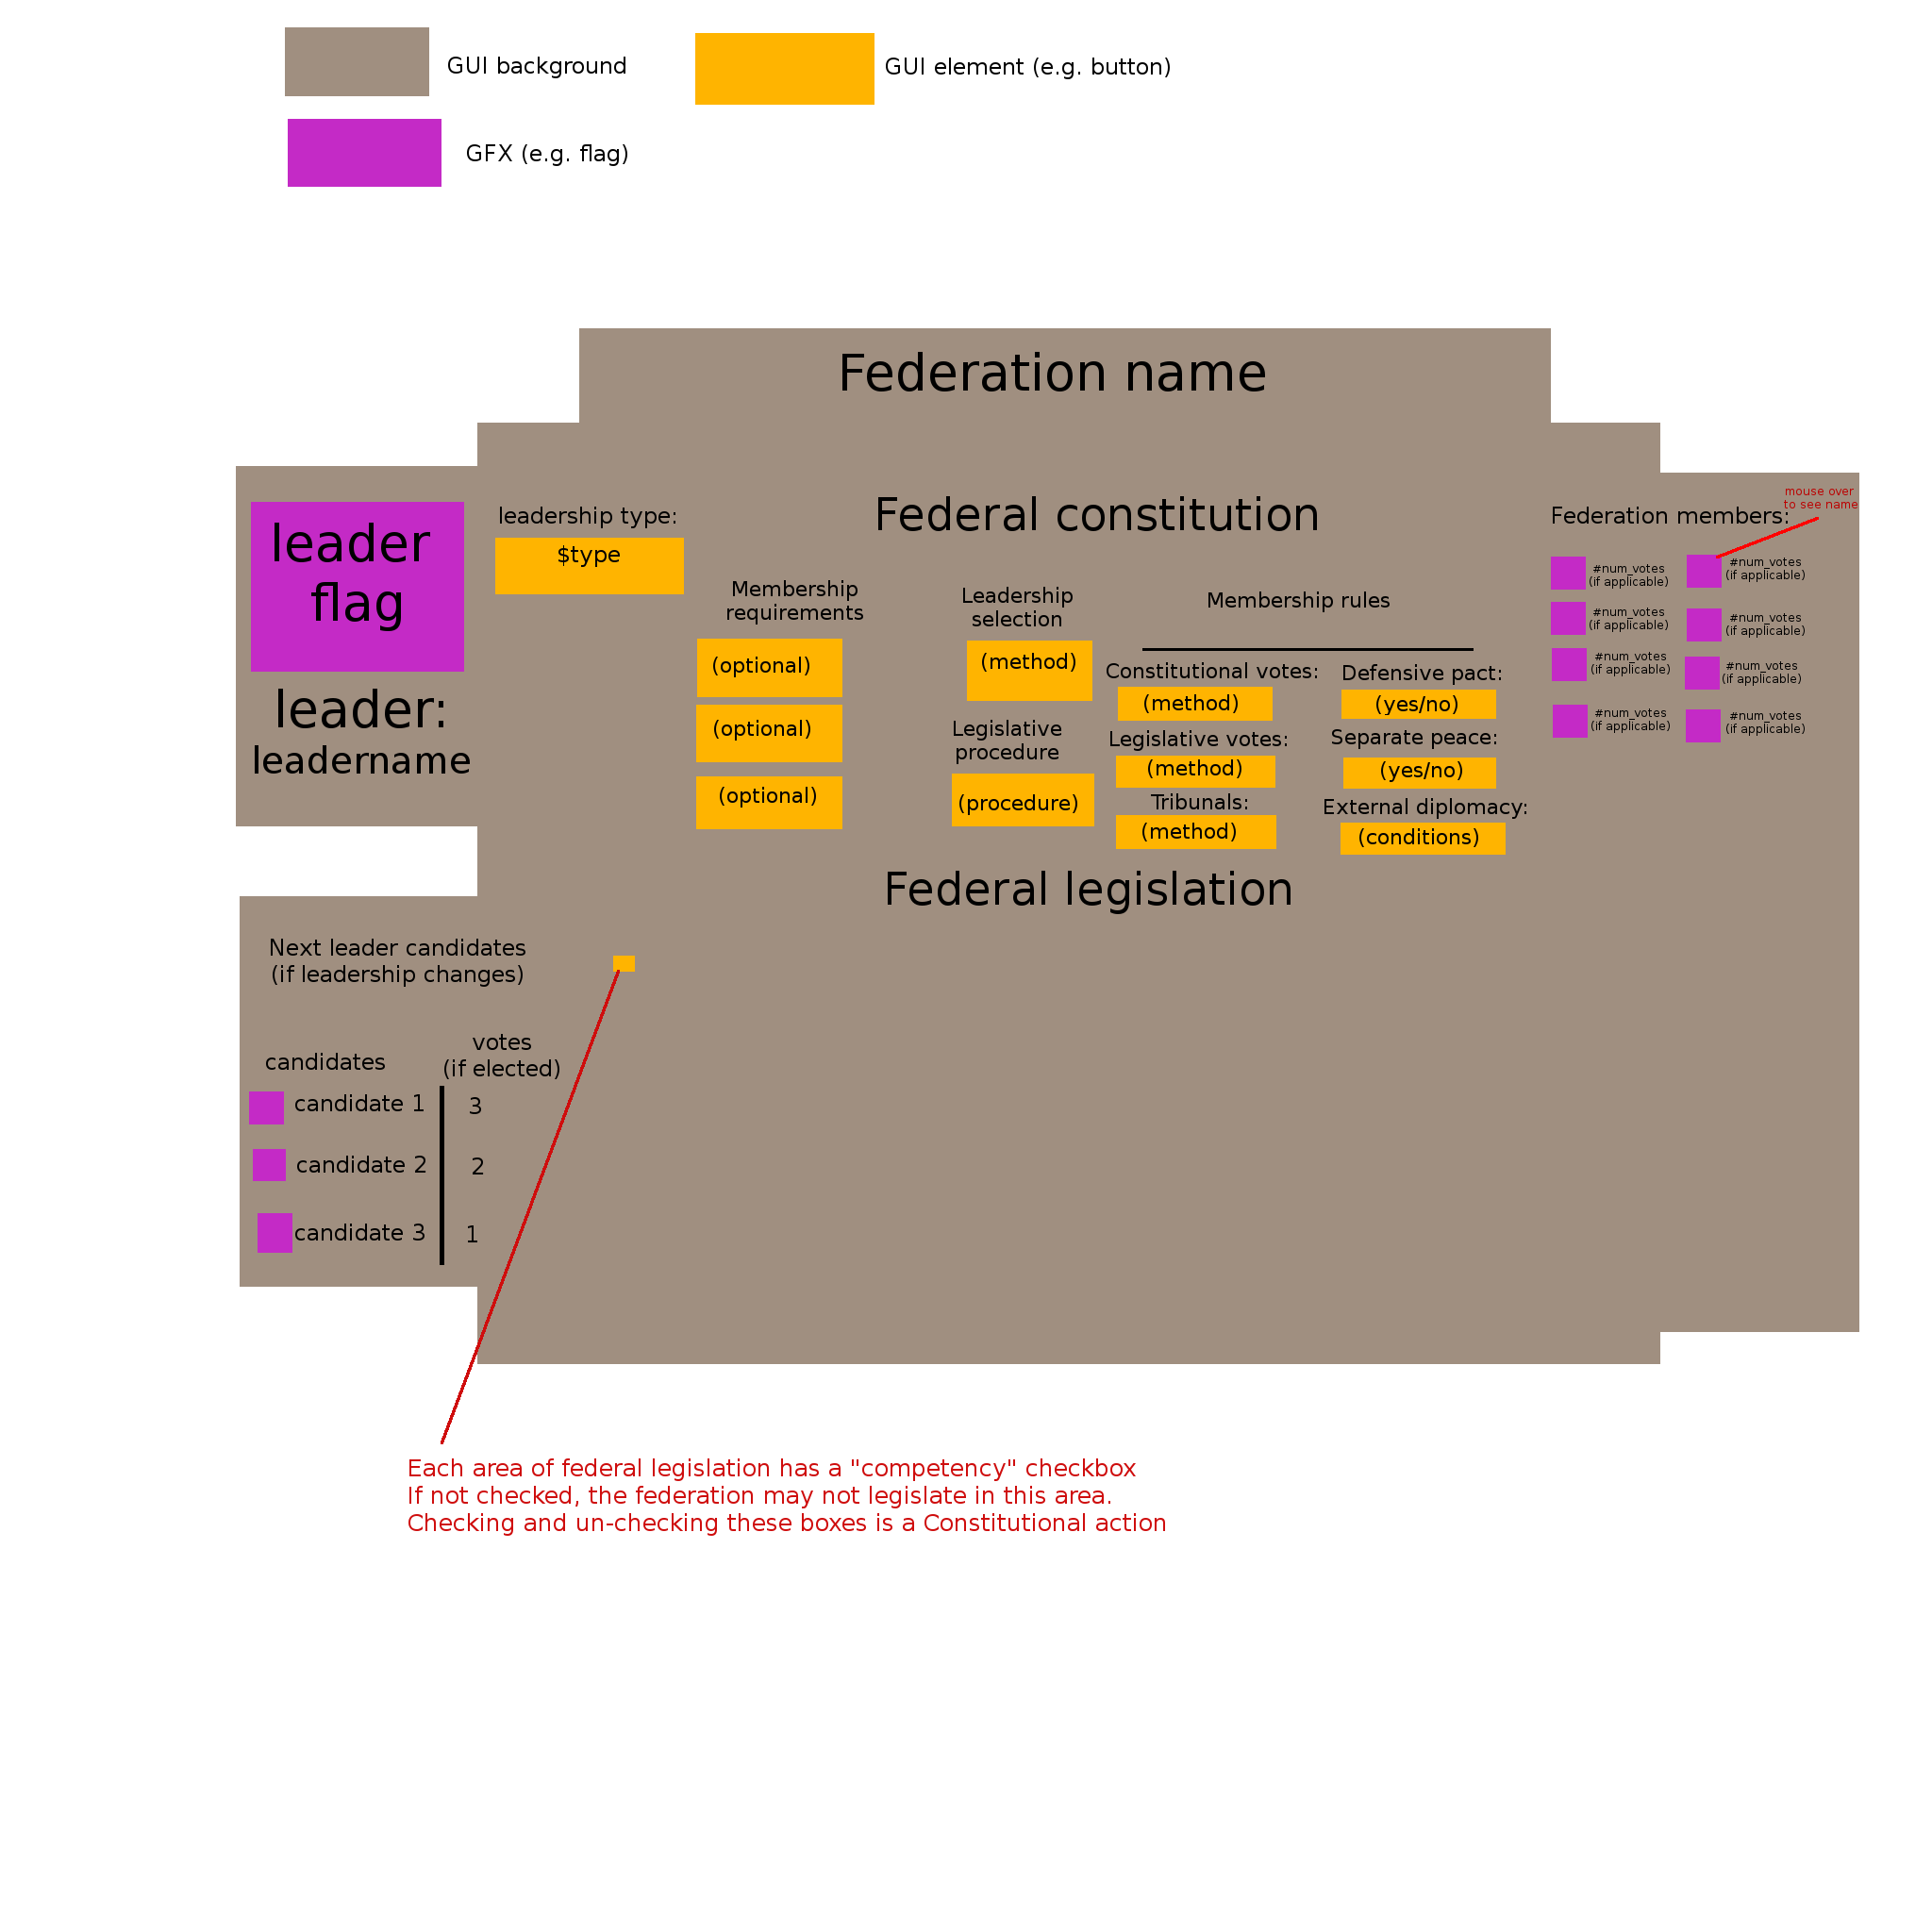 GUI background
GUI element (e.g. button)
GFX (e.g. flag)
Federation name
leader
flag
leader:
leadername
leadership type:
$type
Federal constitution
Membership
requirements
(optional)
(optional)
(optional)
Leadership
selection
(method)
Legislative
procedure
(procedure)
Membership rules
Constitutional votes:
(method)
Legislative votes:
(method)
Tribunals:
(method)
Defensive pact:
(yes/no)
Separate peace:
(yes/no)
External diplomacy:
(conditions)
mouse over
to see name
Federation members:
#num_votes
(if applicable)
#num_votes
(if applicable)
#num_votes
(if applicable)
#num_votes
(if applicable)
#num_votes
(if applicable)
#num_votes
(if applicable)
#num_votes
(if applicable)
#num_votes
(if applicable)
Federal legislation
Next leader candidates
(if leadership changes)
candidates
votes
(if elected)
candidate 1
3
candidate 2
2
candidate 3
1
Each area of federal legislation has a "competency" checkbox
If not checked, the federation may not legislate in this area.
Checking and un-checking these boxes is a Constitutional action